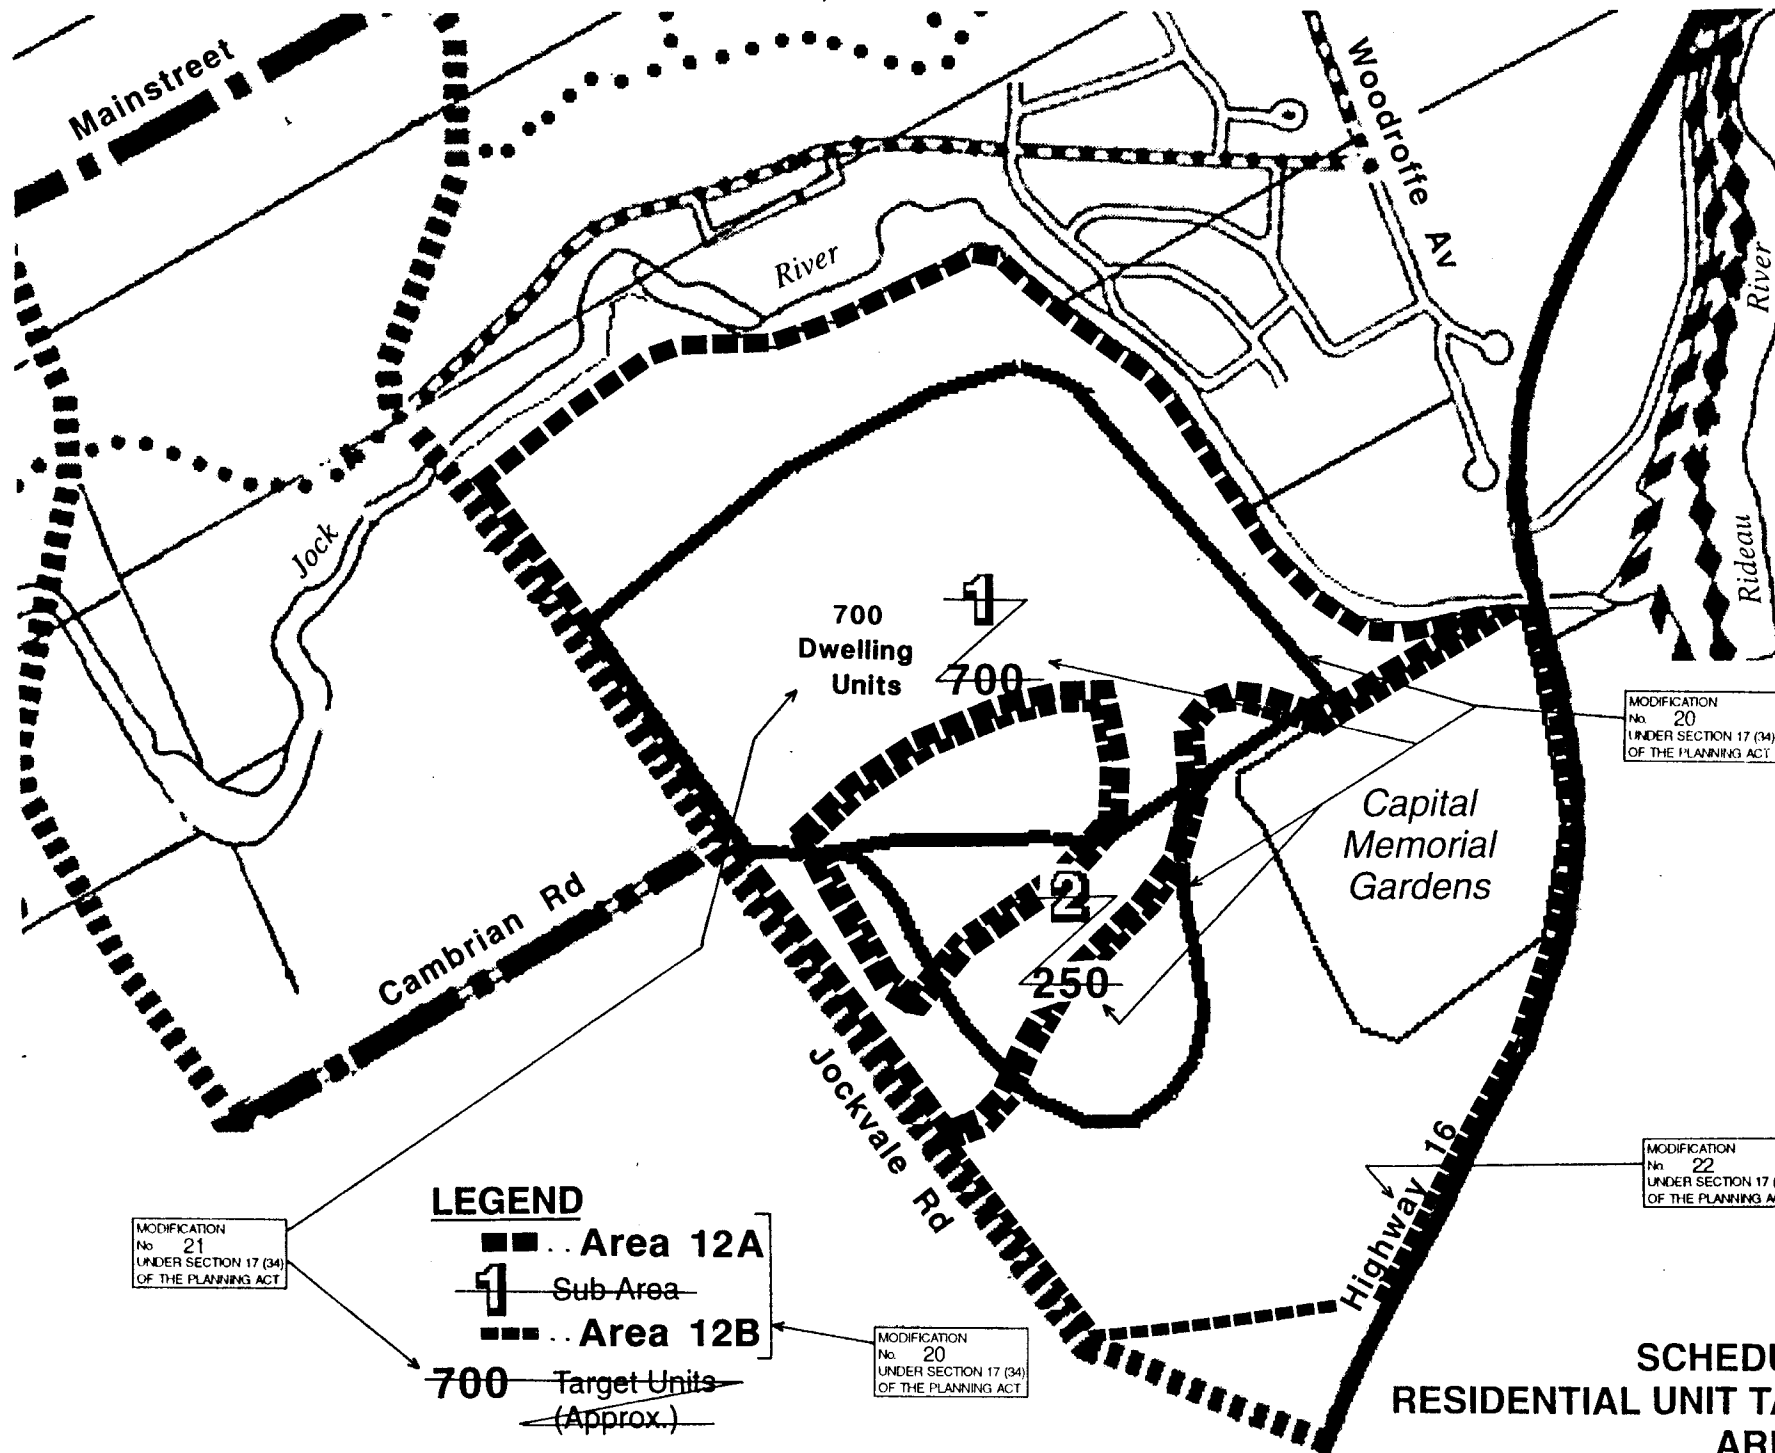 Mainstreet
Woodroffe Av
River
River
Jock
Rideau
1
700
Dwelling
Units
700
MODIFICATION
No. 20
UNDER SECTION 17 (34)
OF THE PLANNING ACT
Capital
Memorial
Gardens
2
Cambrian Rd
250
Jockvale Rd
Highway 16
MODIFICATION
No 22
UNDER SECTION 17
OF THE PLANNING
LEGEND
.. Area 12A
1 Sub Area
.. Area 12B
700 Target Units
(Approx.)
MODIFICATION
No 21
UNDER SECTION 17 (34)
OF THE PLANNING ACT
MODIFICATION
No. 20
UNDER SECTION 17 (34)
OF THE PLANNING ACT
SCHEDU
RESIDENTIAL UNIT TA
ARE